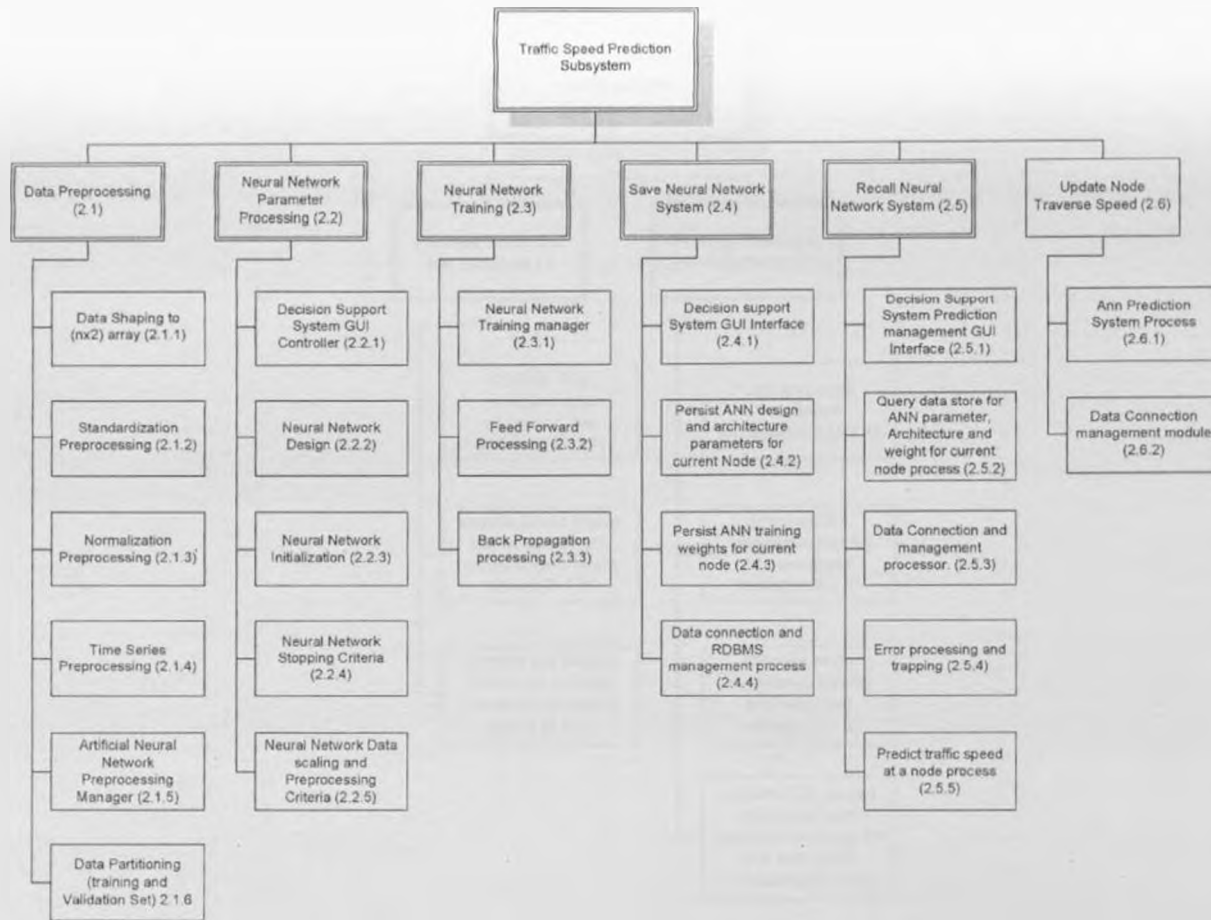 Traffic Speed Prediction
Subsystem
Data Preprocessing
(2.1)
Neural Network
Parameter
Processing (2.2)
Neural Network
Training (2.3)
Save Neural Network
System (2.4)
Recall Neural
Network System (2.5)
Update Node
Traverse Speed (2.6)
Data Shaping to
(nx2) array (2.1.1)
Standardization
Preprocessing (2.1.2)
Normalization
Preprocessing (2.1.3)
Time Series
Preprocessing (2.1.4)
Artificial Neural
Network
Preprocessing
Manager (2.1.5)
Data Partitioning
(training and
Validation Set) 2.1.6
Decision Support
System GUI
Controller (2.2.1)
Neural Network
Design (2.2.2)
Neural Network
Initialization (2.2.3)
Neural Network
Stopping Criteria
(2.2.4)
Neural Network Data
scaling and
Preprocessing
Criteria (2.2.5)
Neural Network
Training manager
(2.3.1)
Feed Forward
Processing (2.3.2)
Back Propagation
processing (2.3.3)
Decision support
System GUI Interface
(2.4.1)
Persist ANN design
and architecture
parameters for
current Node (2.4.2)
Persist ANN training
weights for current
node (2.4.3)
Data connection and
RDBMS
management process
(2.4.4)
Decision Support
System Prediction
management GUI
Interface (2.5.1)
Query data store for
ANN parameter,
Architecture and
weight for current
node process (2.5.2)
Data Connection and
management
processor. (2.5.3)
Error processing and
trapping (2.5.4)
Predict traffic speed
at a node process
(2.5.5)
Ann Prediction
System Process
(2.6.1)
Data Connection
management module
(2.6.2)